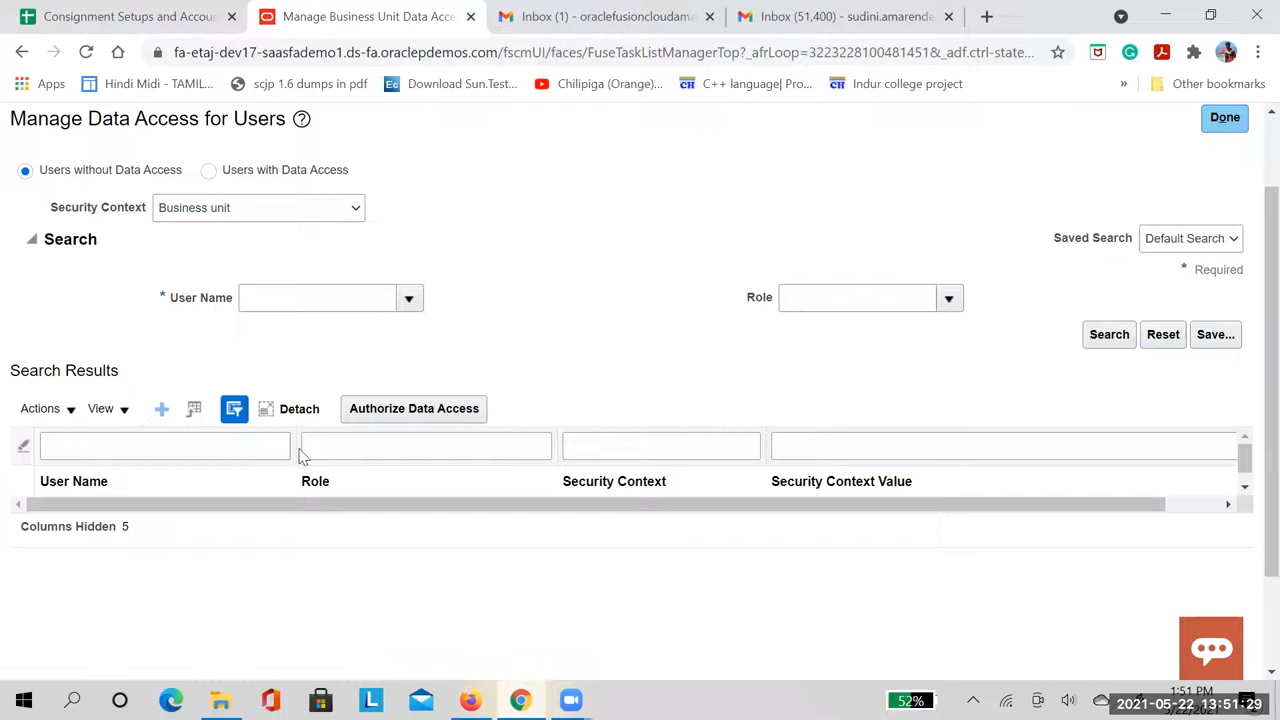 Consignment Setups and Accou
Manage Business Unit Data Acce
Inbox (1) - oraclefusioncloudama
Inbox (51,400) - sudini.amarende
fa-etaj-dev17-saasfademo1.ds-fa.oraclepdemos.com/fscmUI/faces/FuseTaskListManagerTop?_afrLoop=3223228100481451&_adf.ctrl-state...
Apps
Hindi Midi - TAMIL...
scjp 1.6 dumps in pdf
Download Sun.Test...
Chilipiga (Orange)...
C++ language| Pro...
Indur college project
»
Other bookmarks
Manage Data Access for Users
Done
Users without Data Access
Users with Data Access
Security Context
Business unit
Search
Saved Search
Default Search
* Required
* User Name
Role
Search
Reset
Save...
Search Results
Actions
View
Detach
Authorize Data Access
User Name
Role
Security Context
Security Context Value
Columns Hidden 5
52%
1:51 PM
2021-05-22 13:51:29